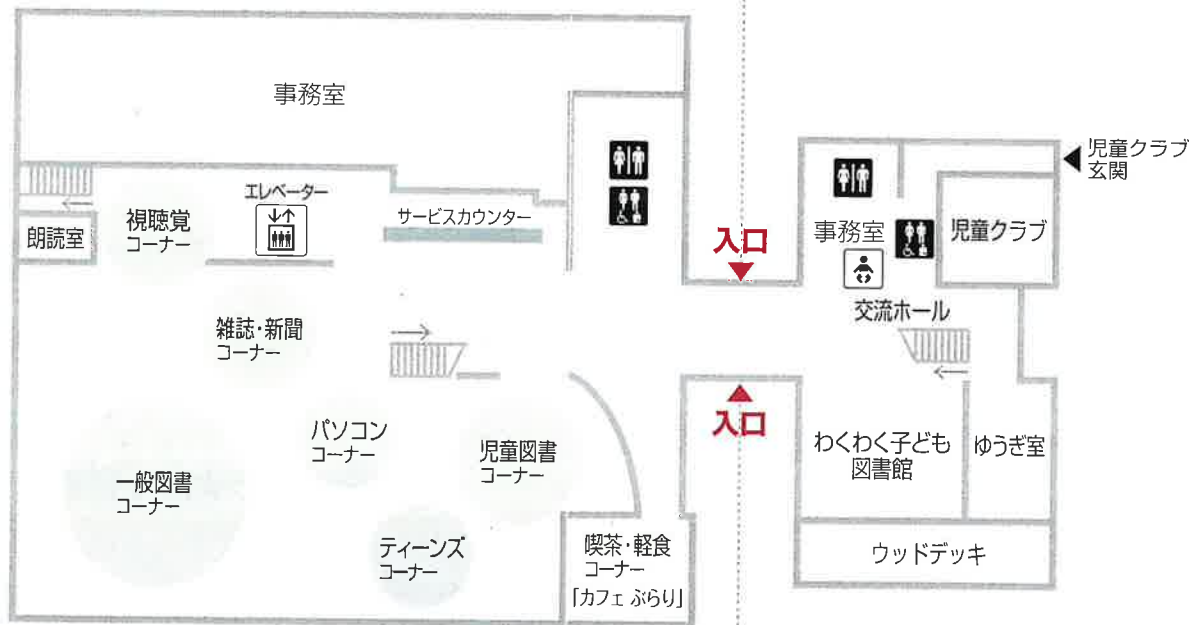 事務室
エレベーター
視聴覚
コーナー
朗読室
サービスカウンター
雑誌・新聞
コーナー
パソコン
コーナー
児童図書
コーナー
一般図書
コーナー
ティーンズ
コーナー
喫茶・軽食
コーナー
「カフェ ぶらり」
入口
入口
児童クラブ
玄関
事務室
児童クラブ
交流ホール
わくわく子ども
図書館
ゆうぎ室
ウッドデッキ